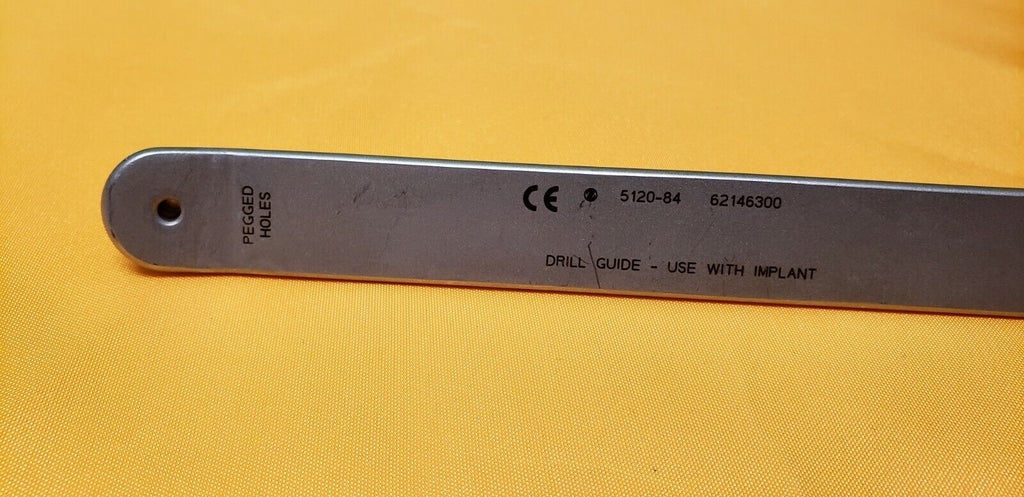 PEGGED
HOLES
CE 5120-84 62146300
DRILL GUIDE - USE WITH IMPLANT